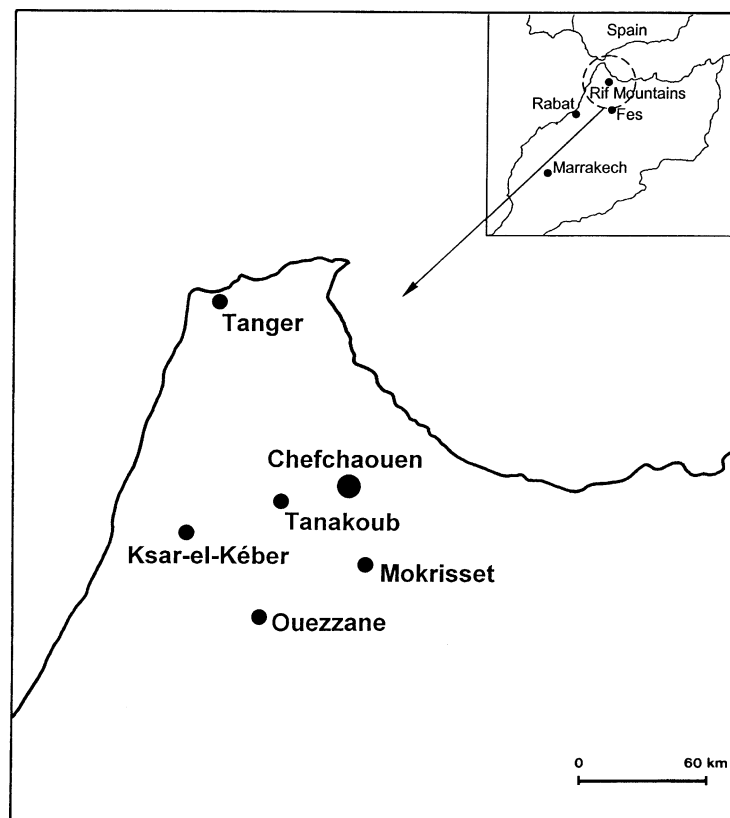 Spain
Rif Mountains
Rabat
Fes
Marrakech
Tanger
Chefchaouen
Tanakoub
Ksar-el-Kéber
Mokrisset
Ouezzane
0 60 km